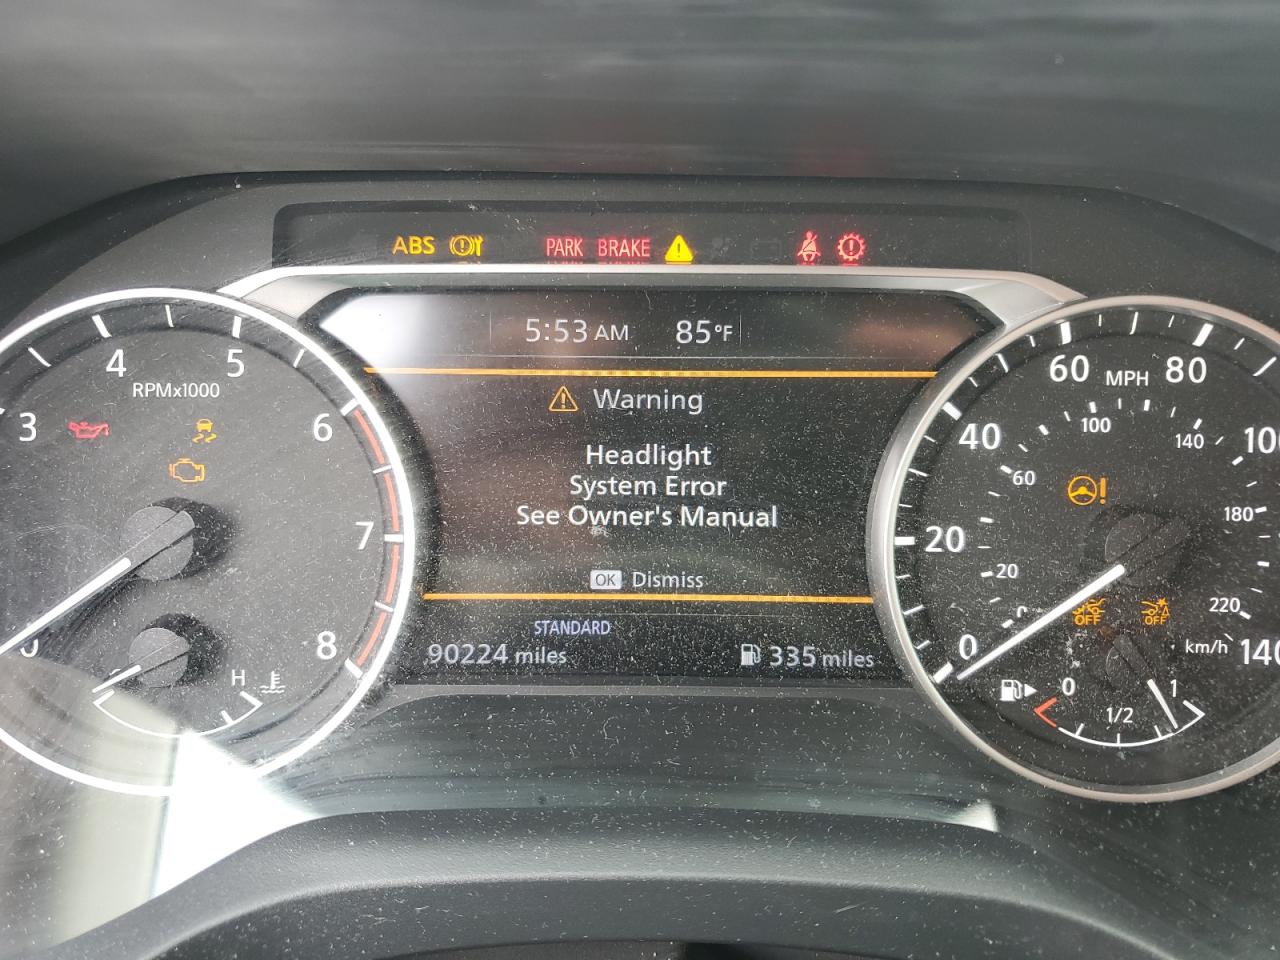 ABS PARK BRAKE
5:53 AM 85°F
Warning
Headlight
System Error
See Owner's Manual
OK Dismiss
STANDARD
90224 miles 335 miles
3 4 5 6 7 8
RPMx1000
H
0 20 40 60 80 100 140
MPH
20 60 100 140 180 220
km/h
OFF OFF
0 1/2 1